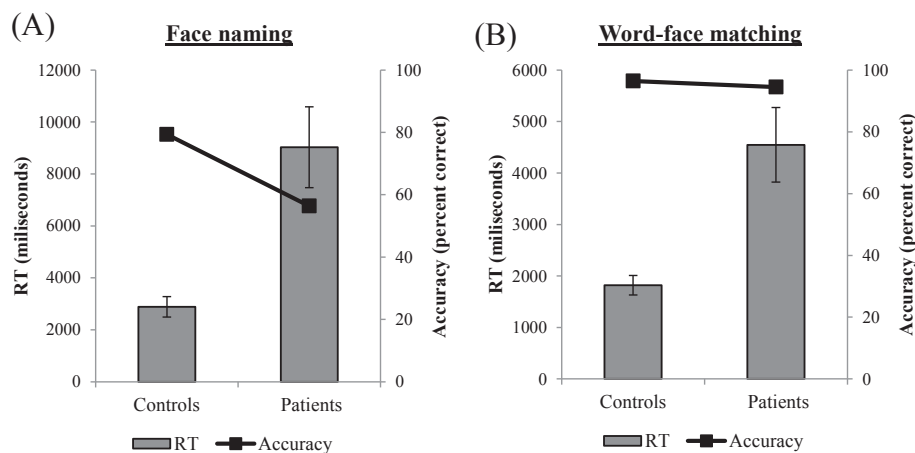 (A)
Face naming
12000
10000
8000
6000
4000
2000
0
RT (miliseconds)
100
80
60
40
20
0
Accuracy (percent correct)
Controls
Patients
RT
Accuracy
(B)
Word-face matching
6000
5000
4000
3000
2000
1000
0
RT (miliseconds)
100
80
60
40
20
0
Accuracy (percent correct)
Controls
Patients
RT
Accuracy